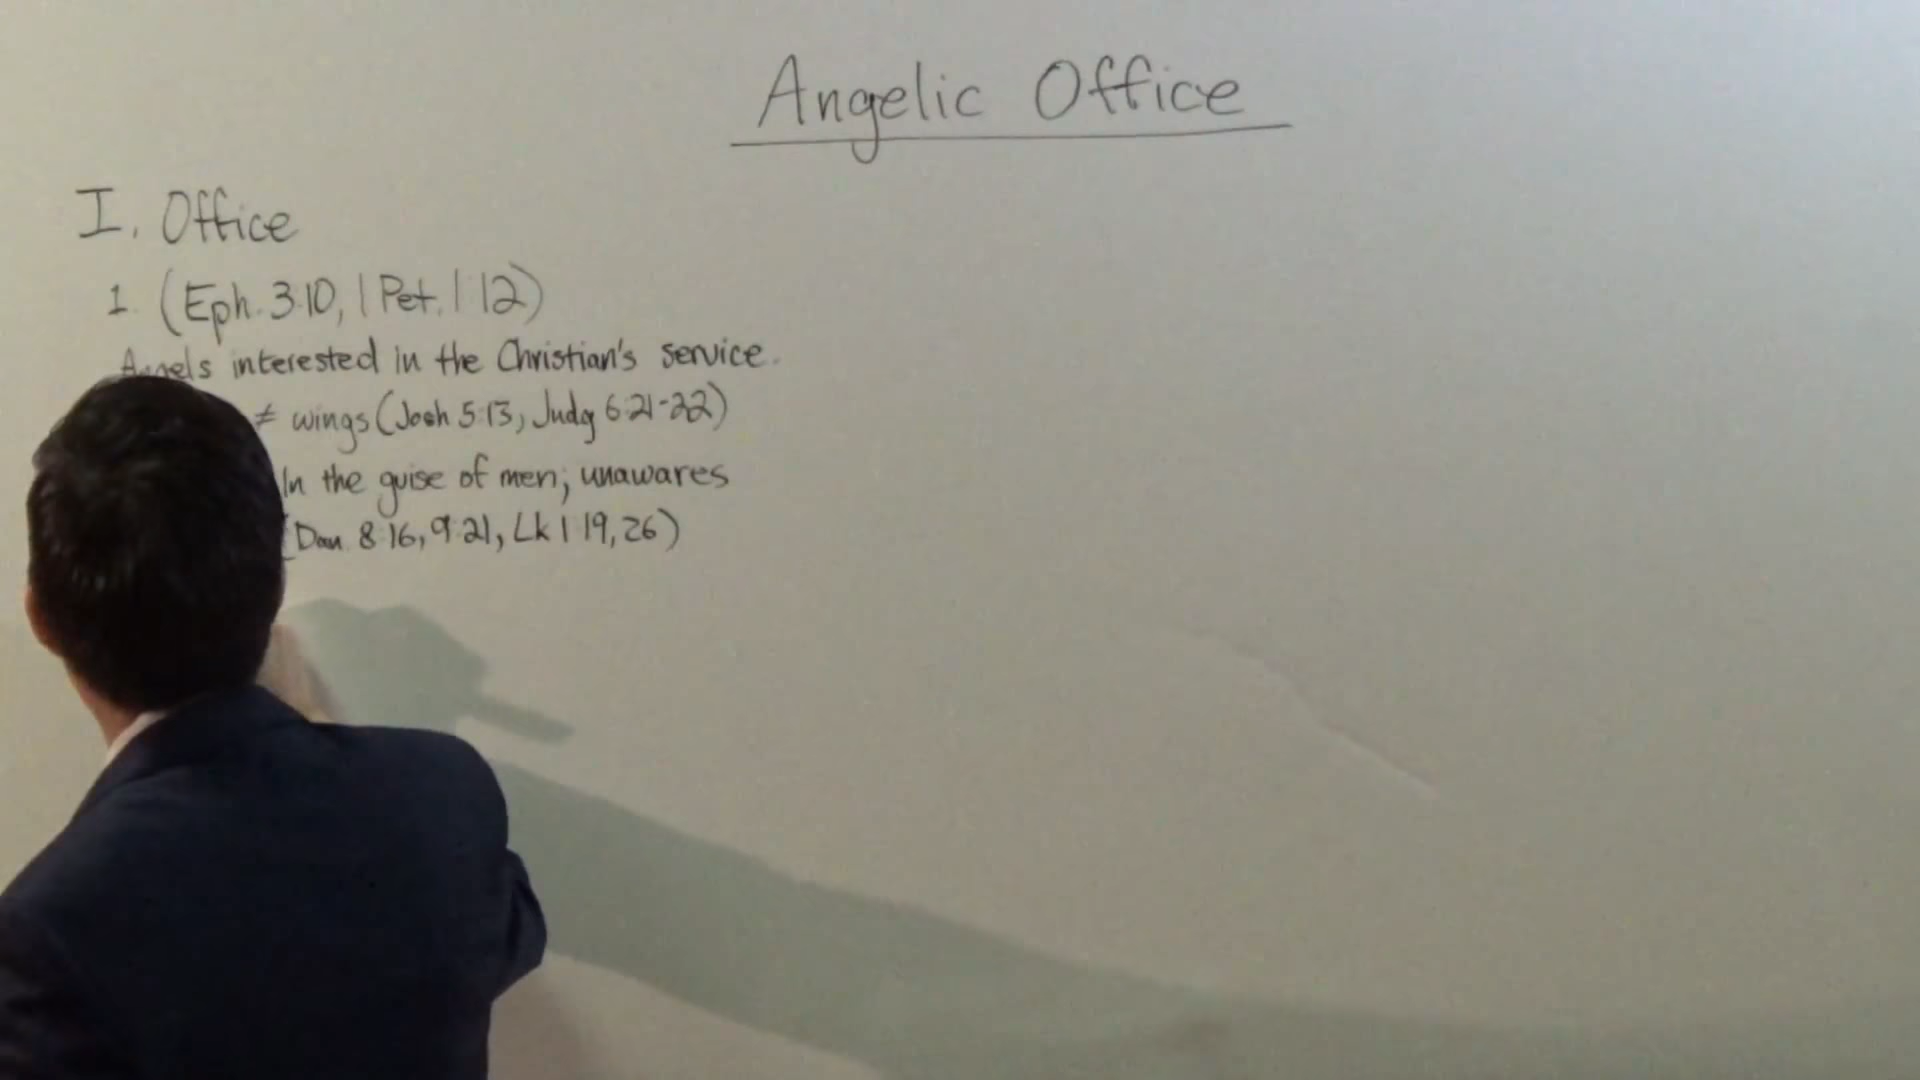 Angelic Office
I. Office
1. (Eph. 3:10, 1 Pet. 1:12)
Angels interested in the Christian's service.
≠ wings (Josh 5:13, Judg 6:21-22)
In the guise of men; unawares
(Dan. 8:16, 9:21, Lk 1:19, 26)